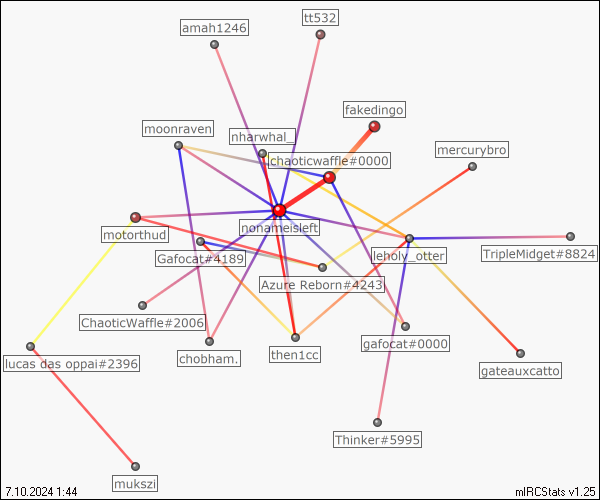 tt532
amah1246
fakedingo
moonraven
nharwhal_
mercurybro
chaoticwaffle#0000
motorthud
nonameisleft
Gafocat#4189
leholy_otter
TripleMidget#8824
Azure Reborn#4243
ChaoticWaffle#2006
lucas das oppai#2396
chobham.
then1cc
gafocat#0000
gateauxcatto
Thinker#5995
mukszi
7.10.2024 1:44
mIRCStats v1.25